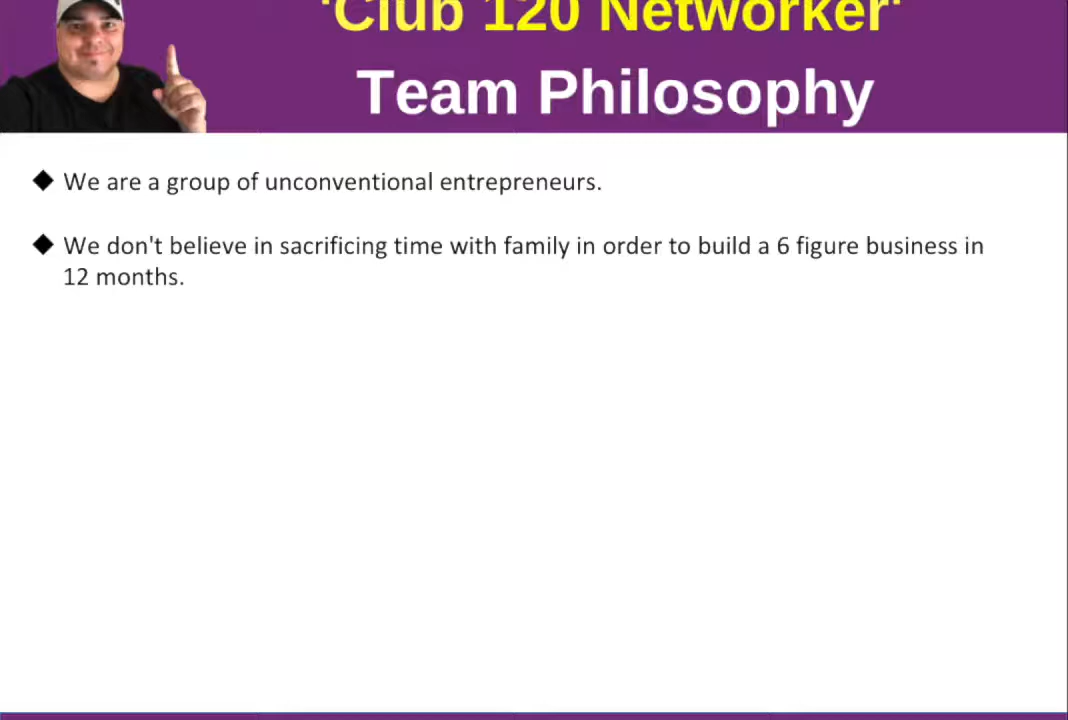 'Club 120 Networker'
Team Philosophy
◆ We are a group of unconventional entrepreneurs.
◆ We don't believe in sacrificing time with family in order to build a 6 figure business in
12 months.